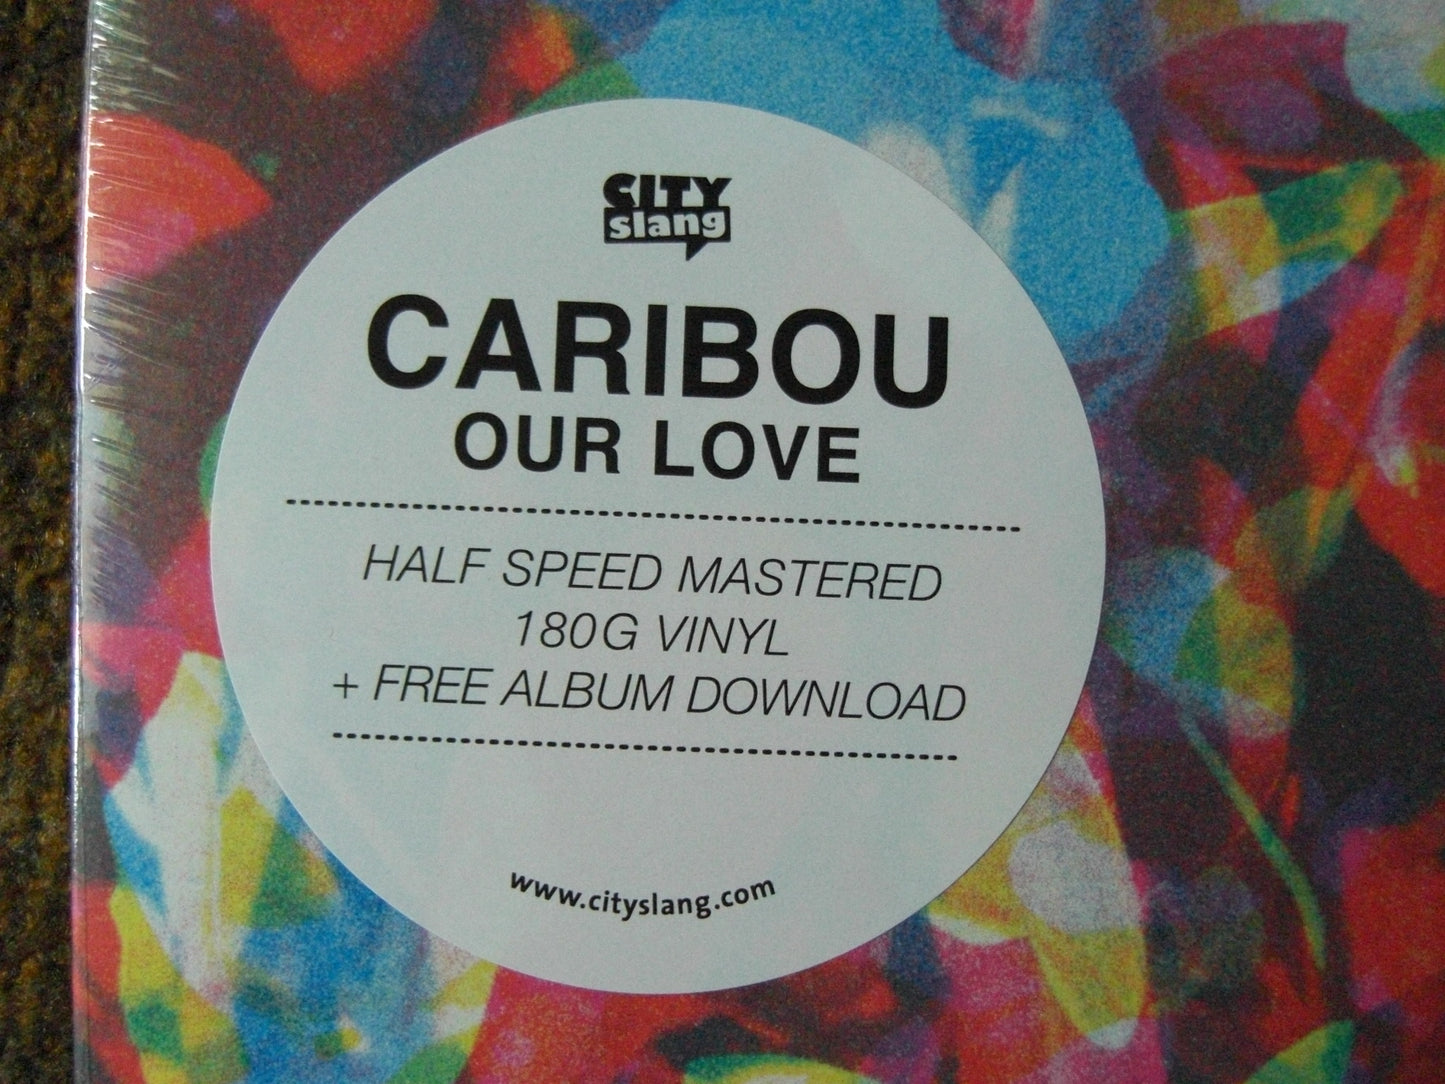 CITY
slang
CARIBOU
OUR LOVE
HALF SPEED MASTERED
180G VINYL
+ FREE ALBUM DOWNLOAD
www.cityslang.com